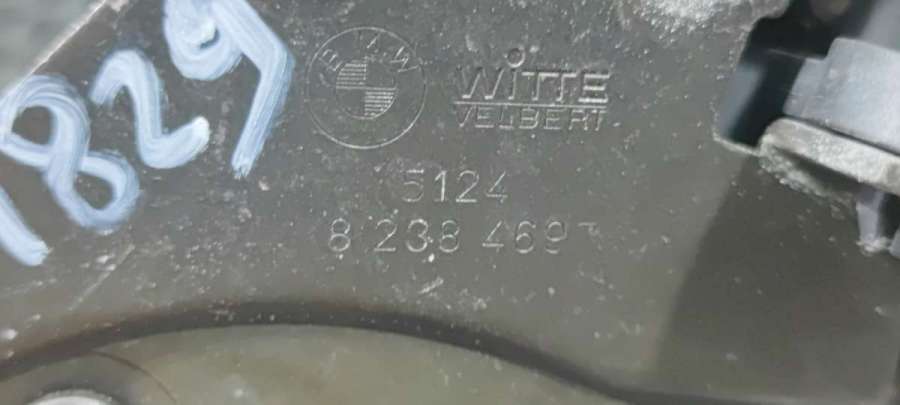 1829
BMW
WITTE
VELBERT
5124
8 238 469